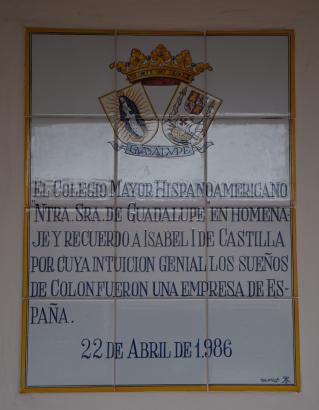 GUADALUPE
EL COLEGIO MAYOR HISPANOAMERICANO
"NTRA. SRA. DE GUADALUPE EN HOMENA-
JE Y RECUERDO A ISABEL I DE CASTILLA
POR CUYA INTUICION GENIAL LOS SUEÑOS
DE COLON FUERON UNA EMPRESA DE ES-
PAÑA.
22 DE ABRIL DE 1.986